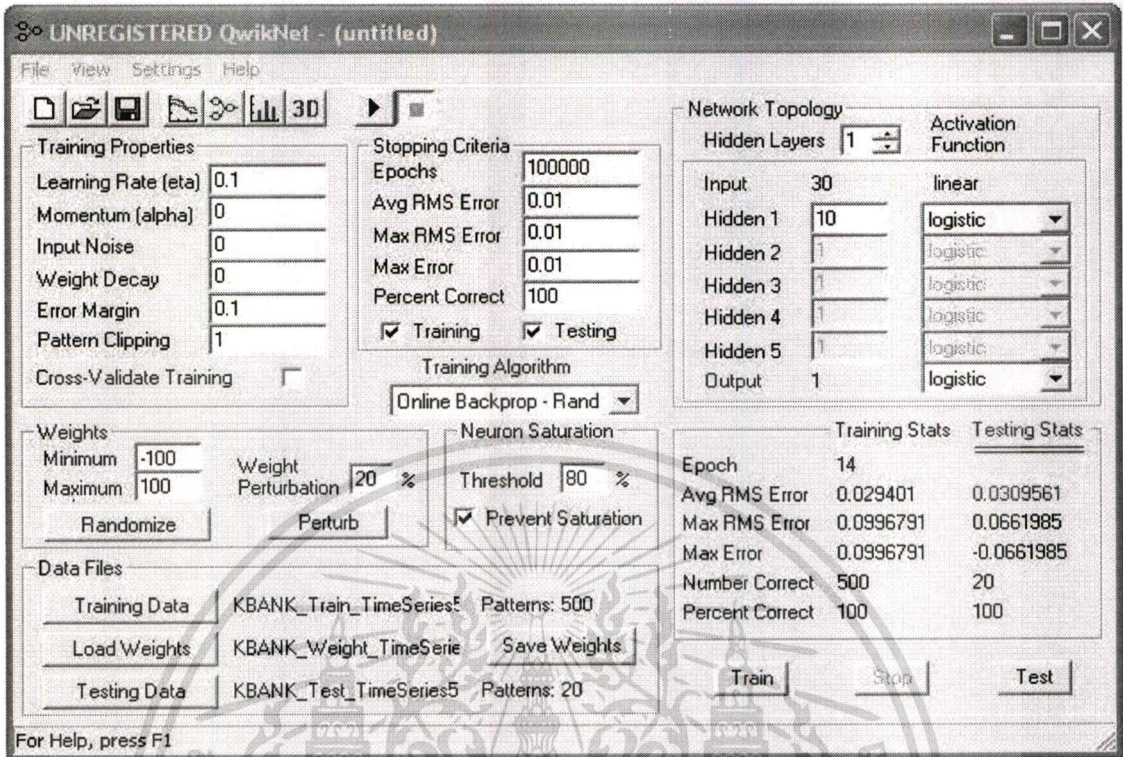 UNREGISTERED QwikNet - (untitled)
File View Settings Help
3D
Training Properties
Learning Rate (eta) 0.1
Momentum (alpha) 0
Input Noise 0
Weight Decay 0
Error Margin 0.1
Pattern Clipping 1
Cross-Validate Training
Stopping Criteria
Epochs 100000
Avg RMS Error 0.01
Max RMS Error 0.01
Max Error 0.01
Percent Correct 100
Training Testing
Training Algorithm
Online Backprop - Rand
Network Topology
Hidden Layers 1 Activation Function
Input 30 linear
Hidden 1 10 logistic
Hidden 2 1 logistic
Hidden 3 1 logistic
Hidden 4 1 logistic
Hidden 5 1 logistic
Output 1 logistic
Weights
Minimum -100
Maximum 100
Weight Perturbation 20 %
Randomize Perturb
Neuron Saturation
Threshold 80 %
Prevent Saturation
Training Stats Testing Stats
Epoch 14
Avg RMS Error 0.029401 0.0309561
Max RMS Error 0.0996791 0.0661985
Max Error 0.0996791 -0.0661985
Number Correct 500 20
Percent Correct 100 100
Data Files
Training Data KBANK_Train_TimeSeries5 Patterns: 500
Load Weights KBANK_Weight_TimeSerie Save Weights
Testing Data KBANK_Test_TimeSeries5 Patterns: 20
Train Stop Test
For Help, press F1